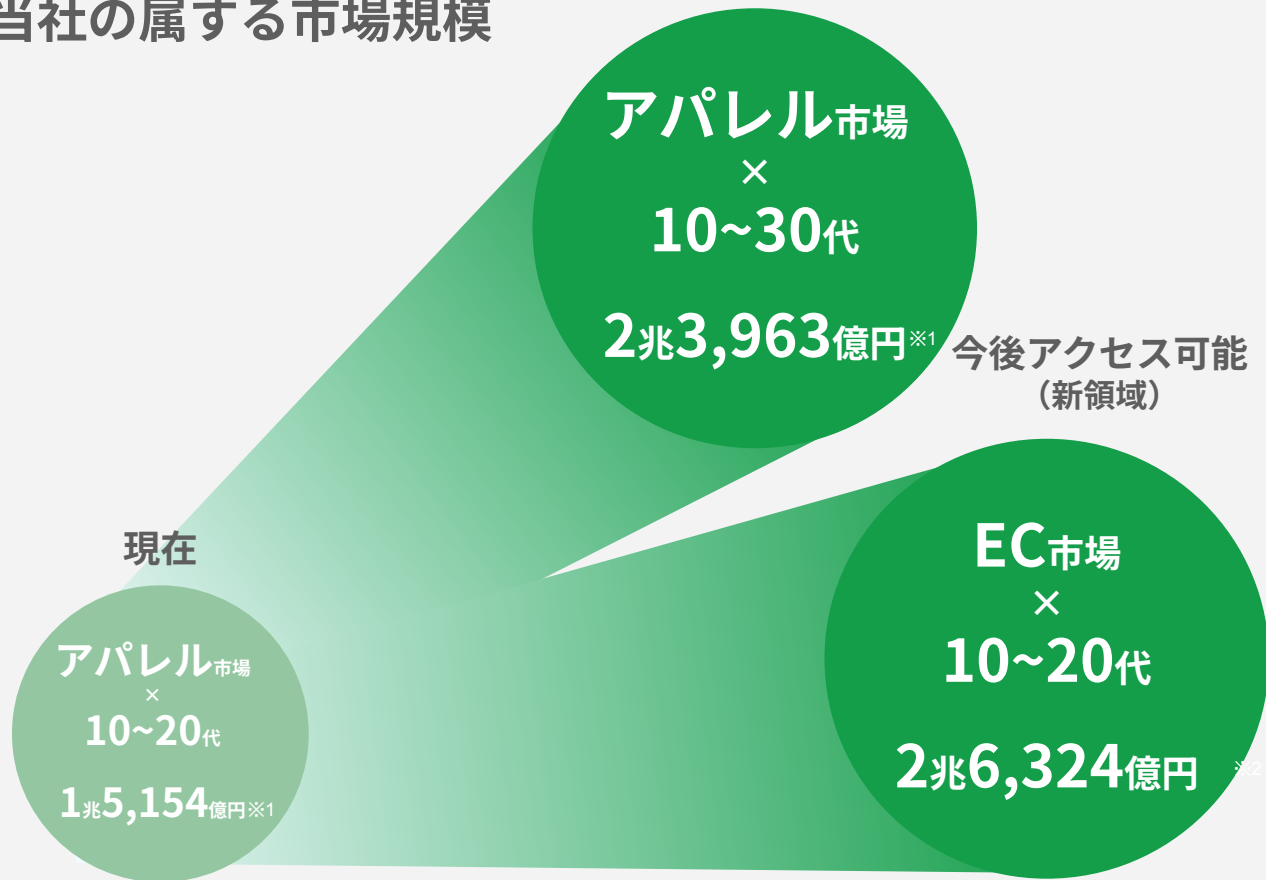 当社の属する市場規模
アパレル市場
×
10~30代
2兆3,963億円※1
今後アクセス可能
（新領域）
EC市場
×
10~20代
2兆6,324億円 ※2
現在
アパレル市場
×
10~20代
1兆5,154億円※1